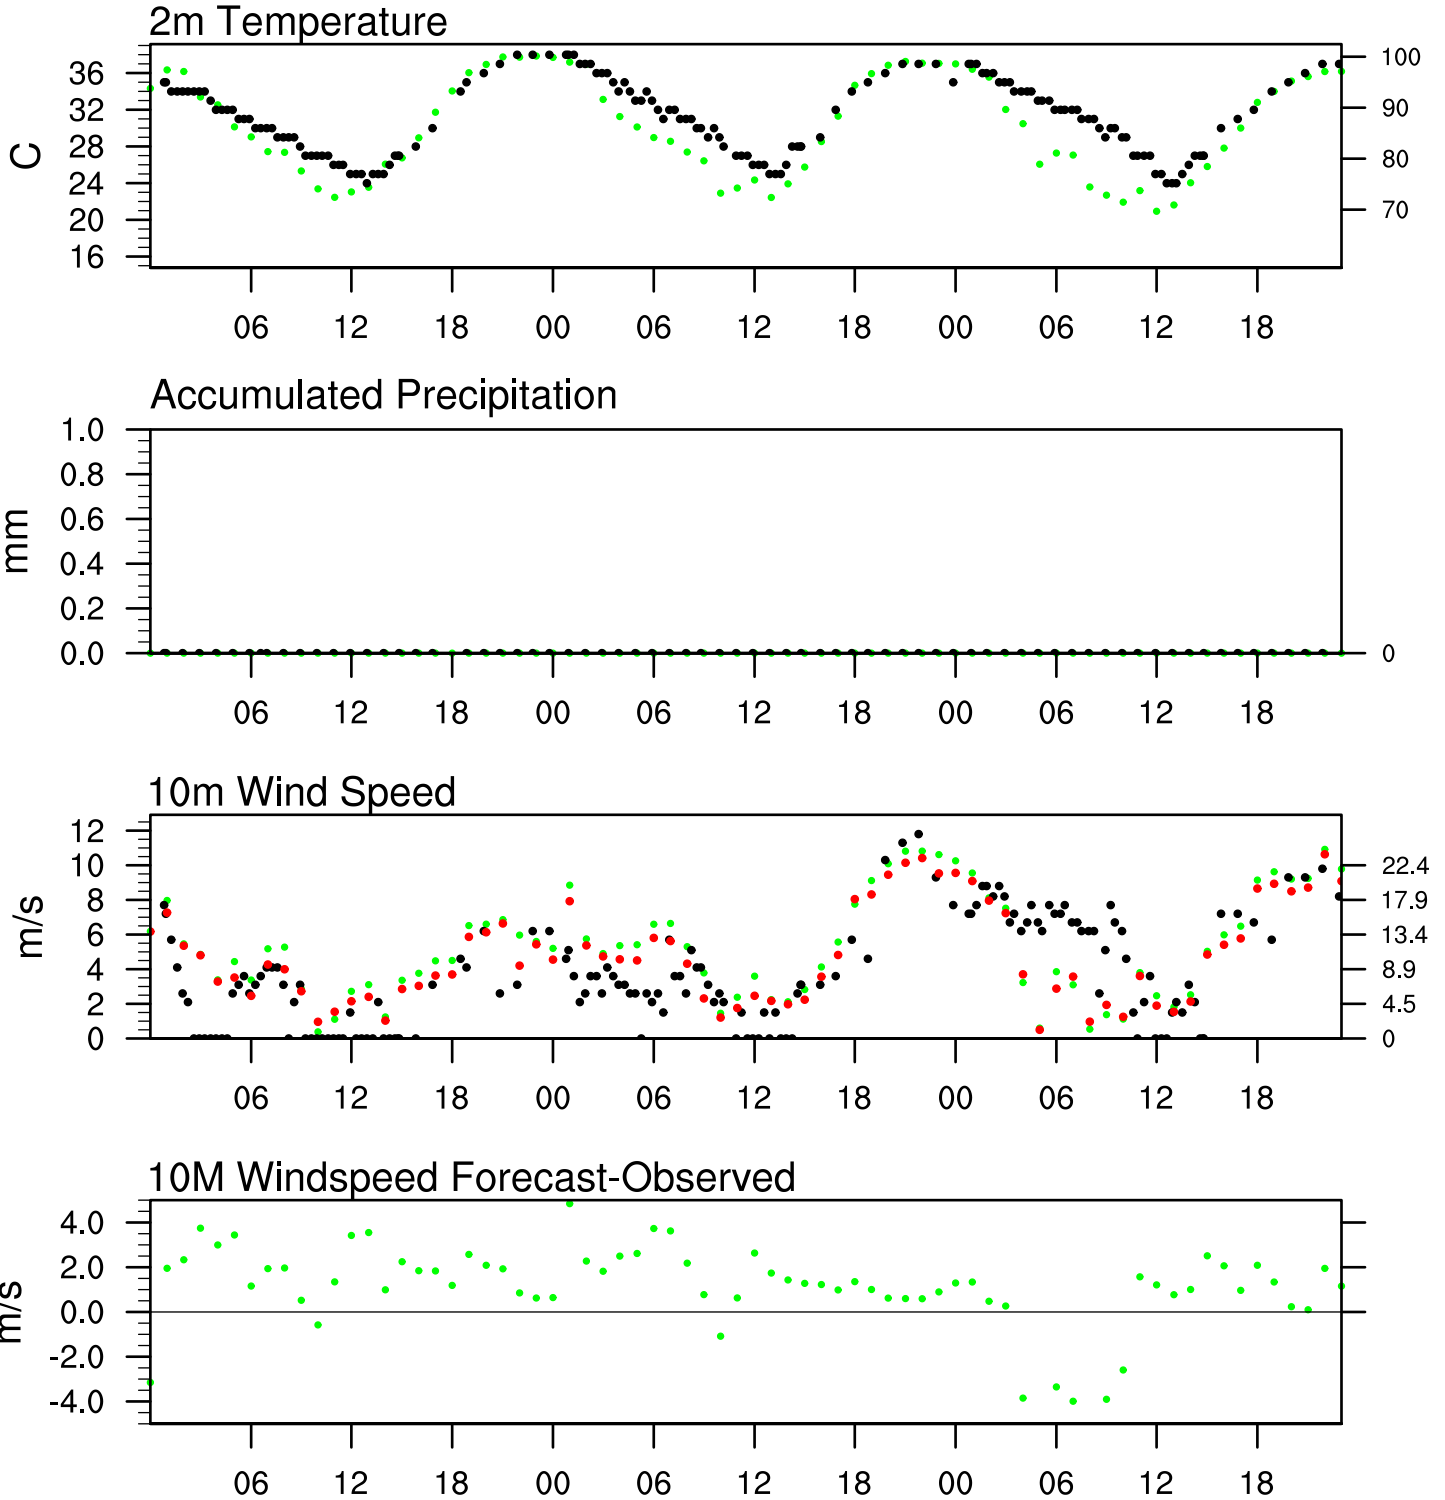 2m Temperature
C
36
32
28
24
20
16
100
90
80
70
06 12 18 00 06 12 18 00 06 12 18
Accumulated Precipitation
mm
1.0
0.8
0.6
0.4
0.2
0.0
0
06 12 18 00 06 12 18 00 06 12 18
10m Wind Speed
m/s
12
10
8
6
4
2
0
22.4
17.9
13.4
8.9
4.5
0
06 12 18 00 06 12 18 00 06 12 18
10M Windspeed Forecast-Observed
m/s
4.0
2.0
0.0
-2.0
-4.0
06 12 18 00 06 12 18 00 06 12 18